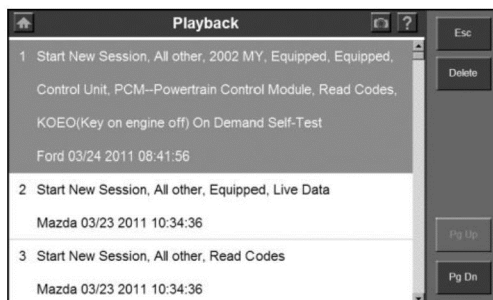 Playback
?
Esc
Delete
1 Start New Session, All other, 2002 MY, Equipped, Equipped,
Control Unit, PCM--Powertrain Control Module, Read Codes,
KOEO(Key on engine off) On Demand Self-Test
Ford 03/24 2011 08:41:56
2 Start New Session, All other, Equipped, Live Data
Mazda 03/23 2011 10:34:36
3 Start New Session, All other, Read Codes
Mazda 03/23 2011 10:34:36
Pg Up
Pg Dn